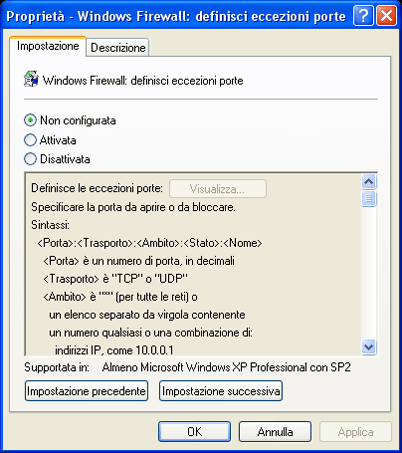 Proprietà - Windows Firewall: definisci eccezioni porte
Impostazione
Descrizione
Windows Firewall: definisci eccezioni porte
Non configurata
Attivata
Disattivata
Definisce le eccezioni porte: Visualizza...
Specificare la porta da aprire o da bloccare.
Sintassi:
<Porta>:<Trasporto>:<Ambito>:<Stato>:<Nome>
<Porta> è un numero di porta, in decimali
<Trasporto> è "TCP" o "UDP"
<Ambito> è "*" (per tutte le reti) o
un elenco separato da virgola contenente
un numero qualsiasi o una combinazione di:
indirizzi IP, come 10.0.0.1
Supportata in: Almeno Microsoft Windows XP Professional con SP2
Impostazione precedente Impostazione successiva
OK Annulla Applica